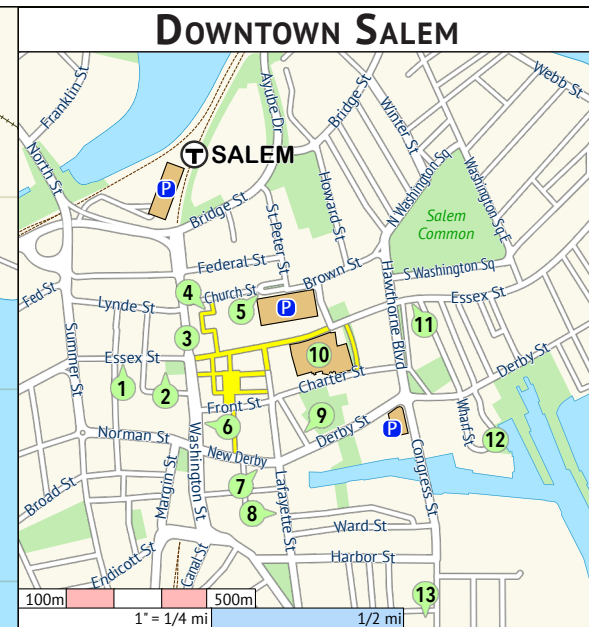 DOWNTOWN SALEM
Franklin St
Ayube Dr
Bridge St
Webb St
Winter St
North St
T SALEM
P
Howard St
N Washington Sq
Washington Sq E
Salem
Common
Bridge St
St Peter St
Federal St
Brown St
S Washington Sq
Hawthorne Blvd
Fed St
Lynde St
4
Church St
5
P
Essex St
11
Summer St
3
Essex St
10
Derby St
1
2
Charter St
Front St
9
6
Derby St
P
Wharf St
12
Norman St
Washington St
New Derby
Congress St
Margin St
7
Lafayette St
Broad St
8
Ward St
Endicott St
Canal St
Harbor St
13
100m
500m
1" = 1/4 mi
1/2 mi